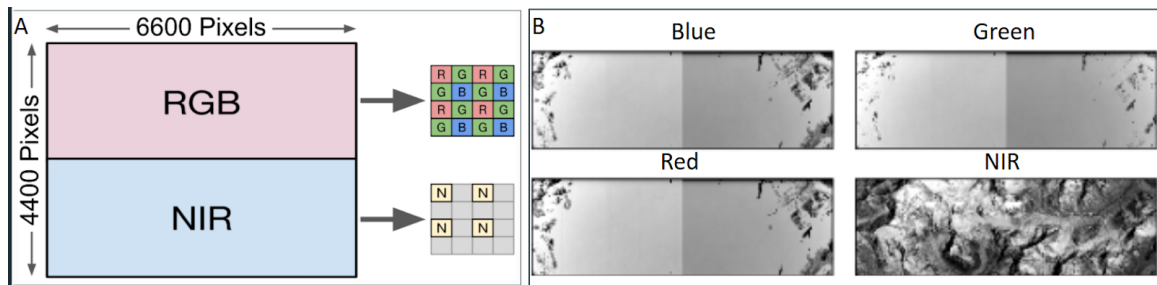 A
6600 Pixels
4400 Pixels
RGB
NIR
R G R G
G B G B
R G R G
G B G B
N N
N N
B
Blue
Green
Red
NIR